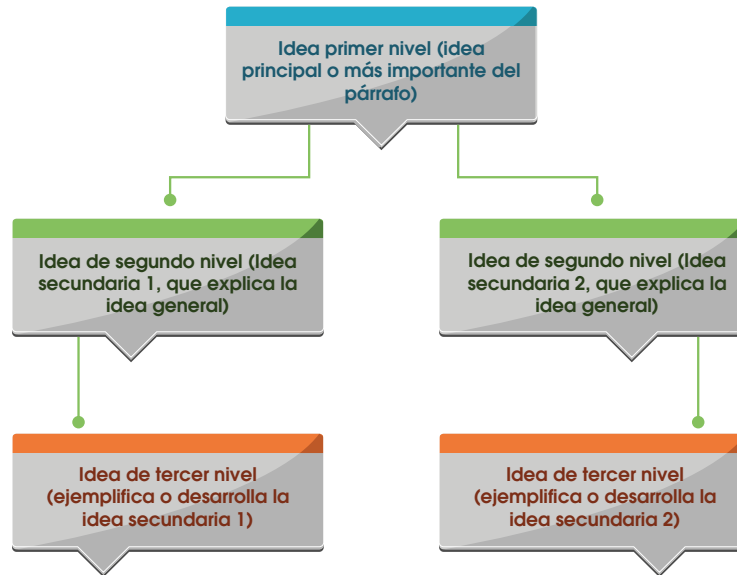 Idea primer nivel (idea
principal o más importante del
párrafo)
Idea de segundo nivel (Idea
secundaria 1, que explica la
idea general)
Idea de segundo nivel (Idea
secundaria 2, que explica la
idea general)
Idea de tercer nivel
(ejemplifica o desarrolla la
idea secundaria 1)
Idea de tercer nivel
(ejemplifica o desarrolla la
idea secundaria 2)